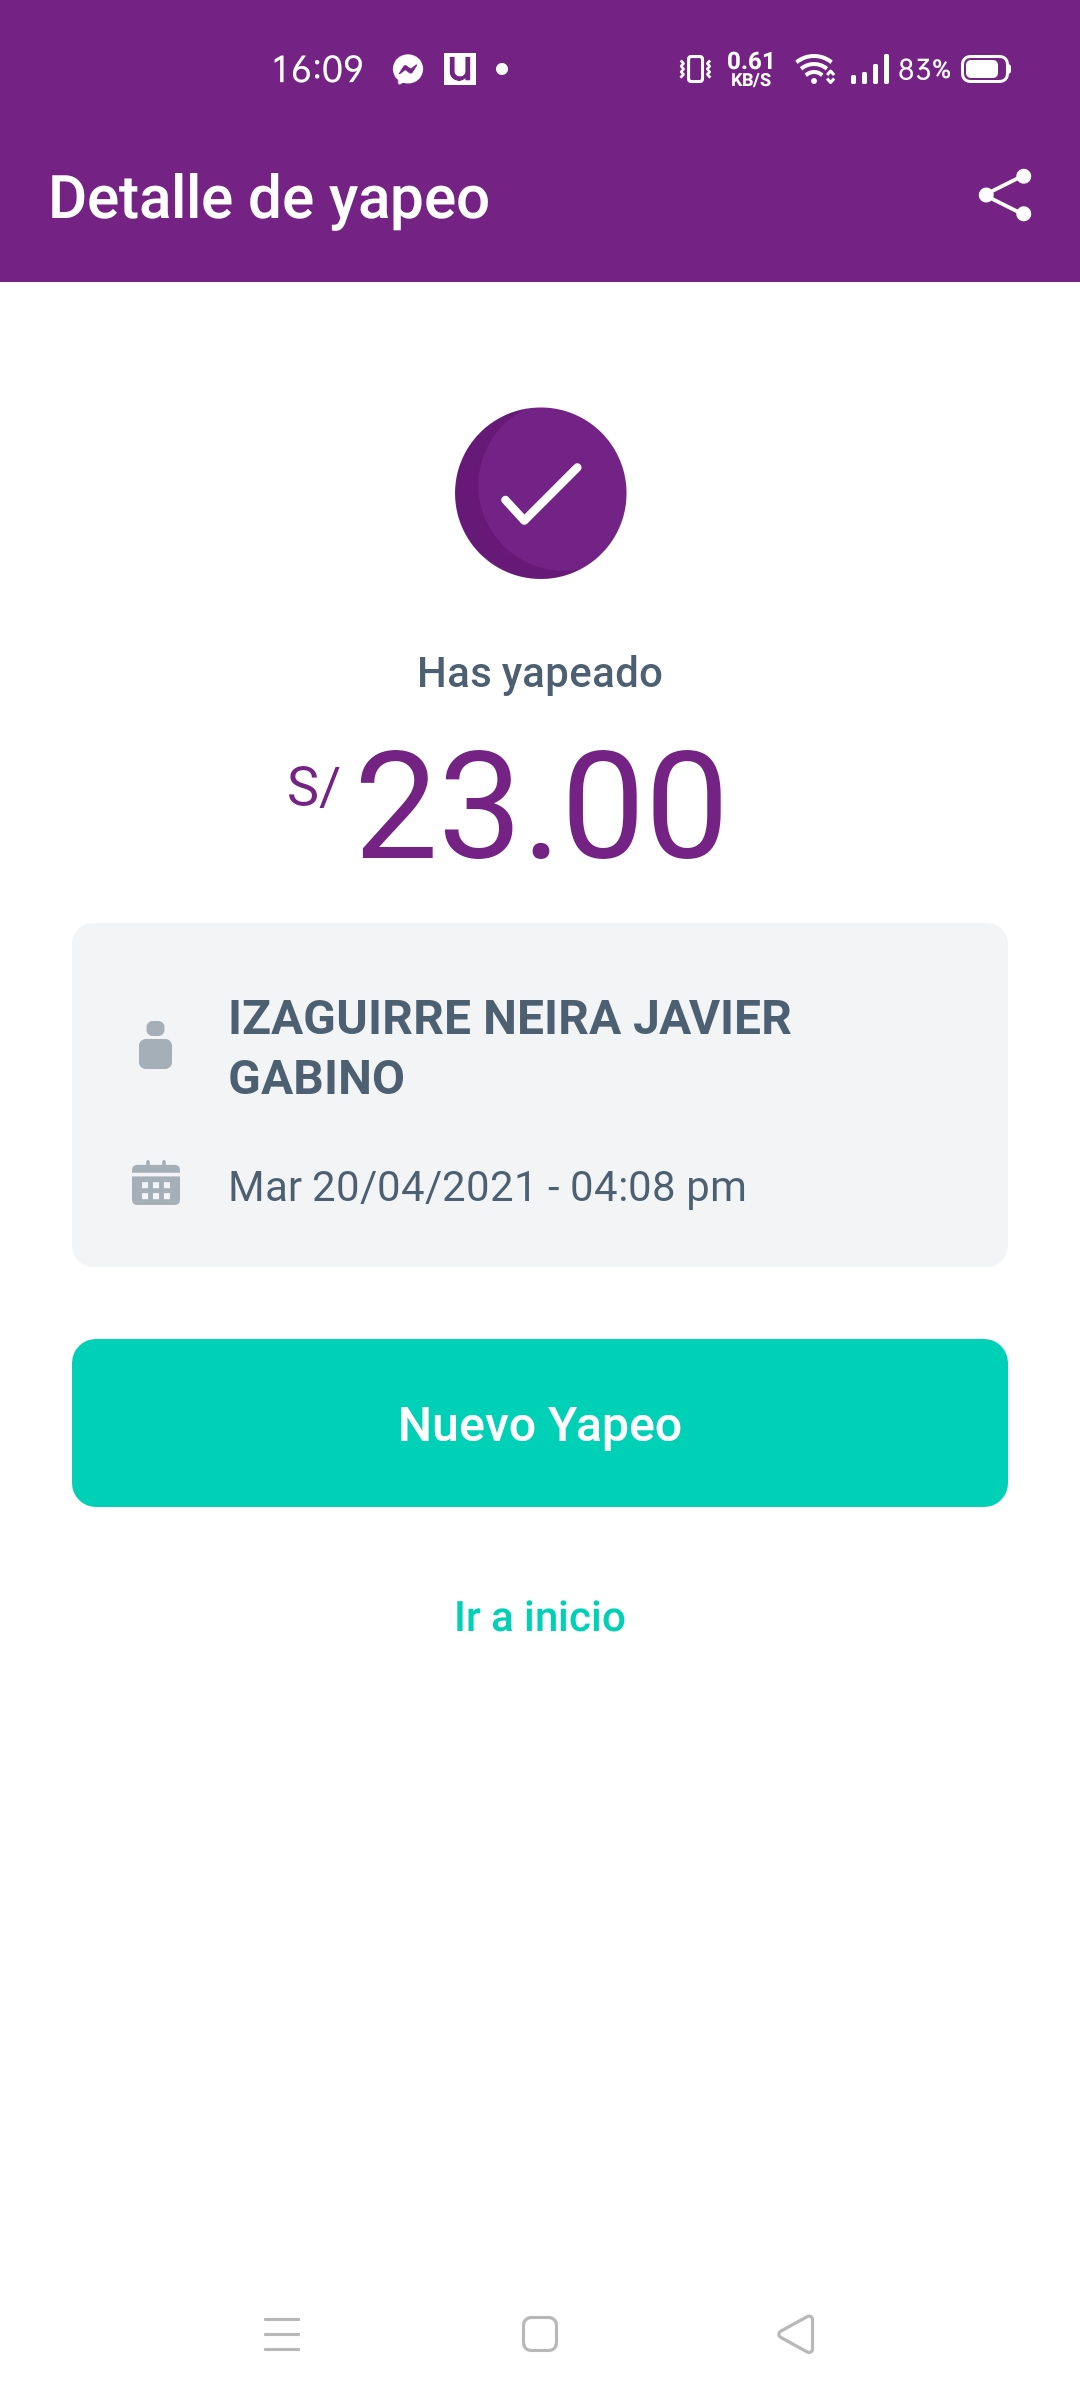 16:09
0.61
KB/S
83%
Detalle de yapeo
Has yapeado
S/ 23.00
IZAGUIRRE NEIRA JAVIER
GABINO
Mar 20/04/2021 - 04:08 pm
Nuevo Yapeo
Ir a inicio